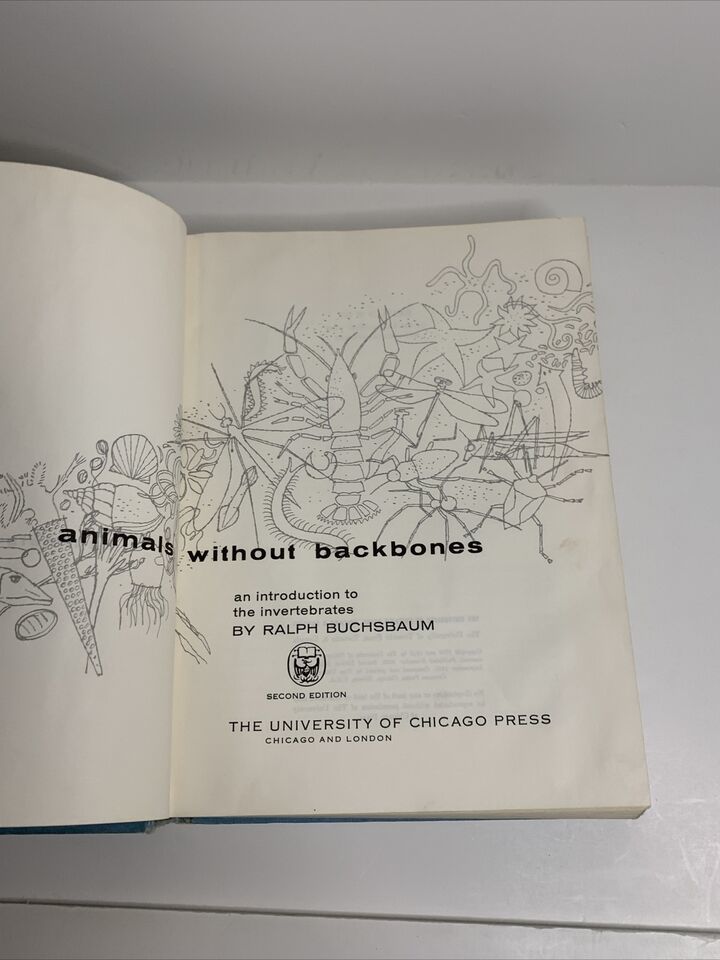 animals without backbones
an introduction to
the invertebrates
BY RALPH BUCHSBAUM
SECOND EDITION
THE UNIVERSITY OF CHICAGO PRESS
CHICAGO AND LONDON